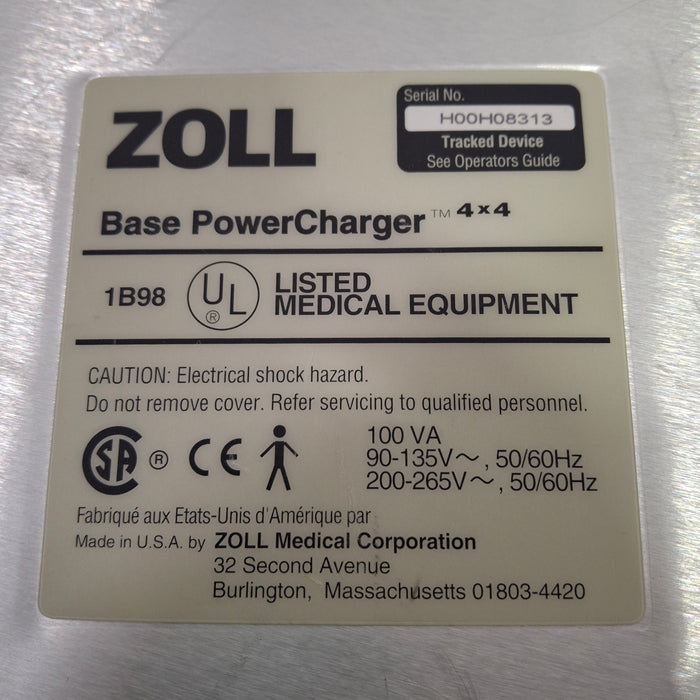 ZOLL
Serial No.
H00H08313
Tracked Device
See Operators Guide
Base PowerCharger™ 4x4
1B98 UL ® LISTED
MEDICAL EQUIPMENT
CAUTION: Electrical shock hazard.
Do not remove cover. Refer servicing to qualified personnel.
SA ® CE
100 VA
90-135V~, 50/60Hz
200-265V~, 50/60Hz
Fabriqué aux Etats-Unis d'Amérique par
Made in U.S.A. by ZOLL Medical Corporation
32 Second Avenue
Burlington, Massachusetts 01803-4420